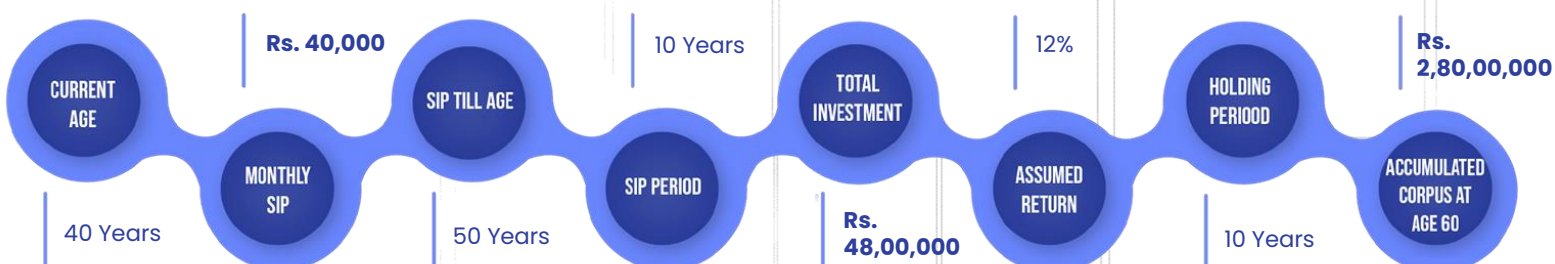 CURRENT
AGE
40 Years
Rs. 40,000
MONTHLY
SIP
SIP TILL AGE
50 Years
10 Years
SIP PERIOD
TOTAL
INVESTMENT
Rs.
48,00,000
12%
ASSUMED
RETURN
HOLDING
PERIOOD
10 Years
Rs.
2,80,00,000
ACCUMULATED
CORPUS AT
AGE 60